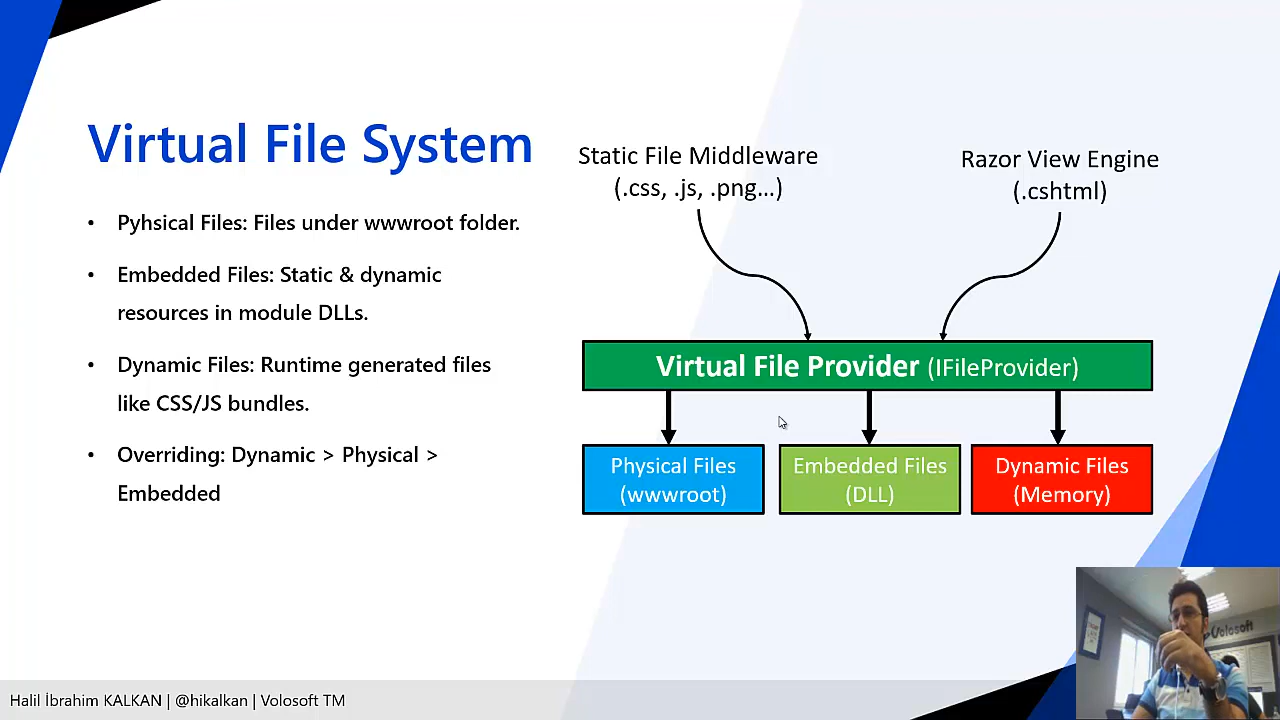 Virtual File System
• Pyhsical Files: Files under wwwroot folder.
• Embedded Files: Static & dynamic
resources in module DLLs.
• Dynamic Files: Runtime generated files
like CSS/JS bundles.
• Overriding: Dynamic > Physical >
Embedded
Static File Middleware
(.css, .js, .png...)
Razor View Engine
(.cshtml)
Virtual File Provider (IFileProvider)
Physical Files
(wwwroot)
Embedded Files
(DLL)
Dynamic Files
(Memory)
Volosoft
Halil İbrahim KALKAN | @hikalkan | Volosoft TM